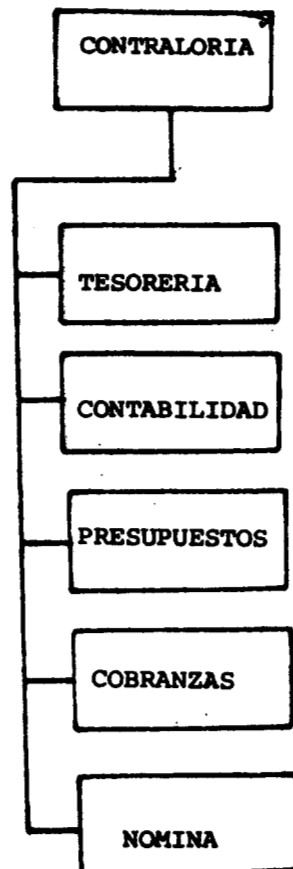 CONTRALORIA
TESORERIA
CONTABILIDAD
PRESUPUESTOS
COBRANZAS
NOMINA